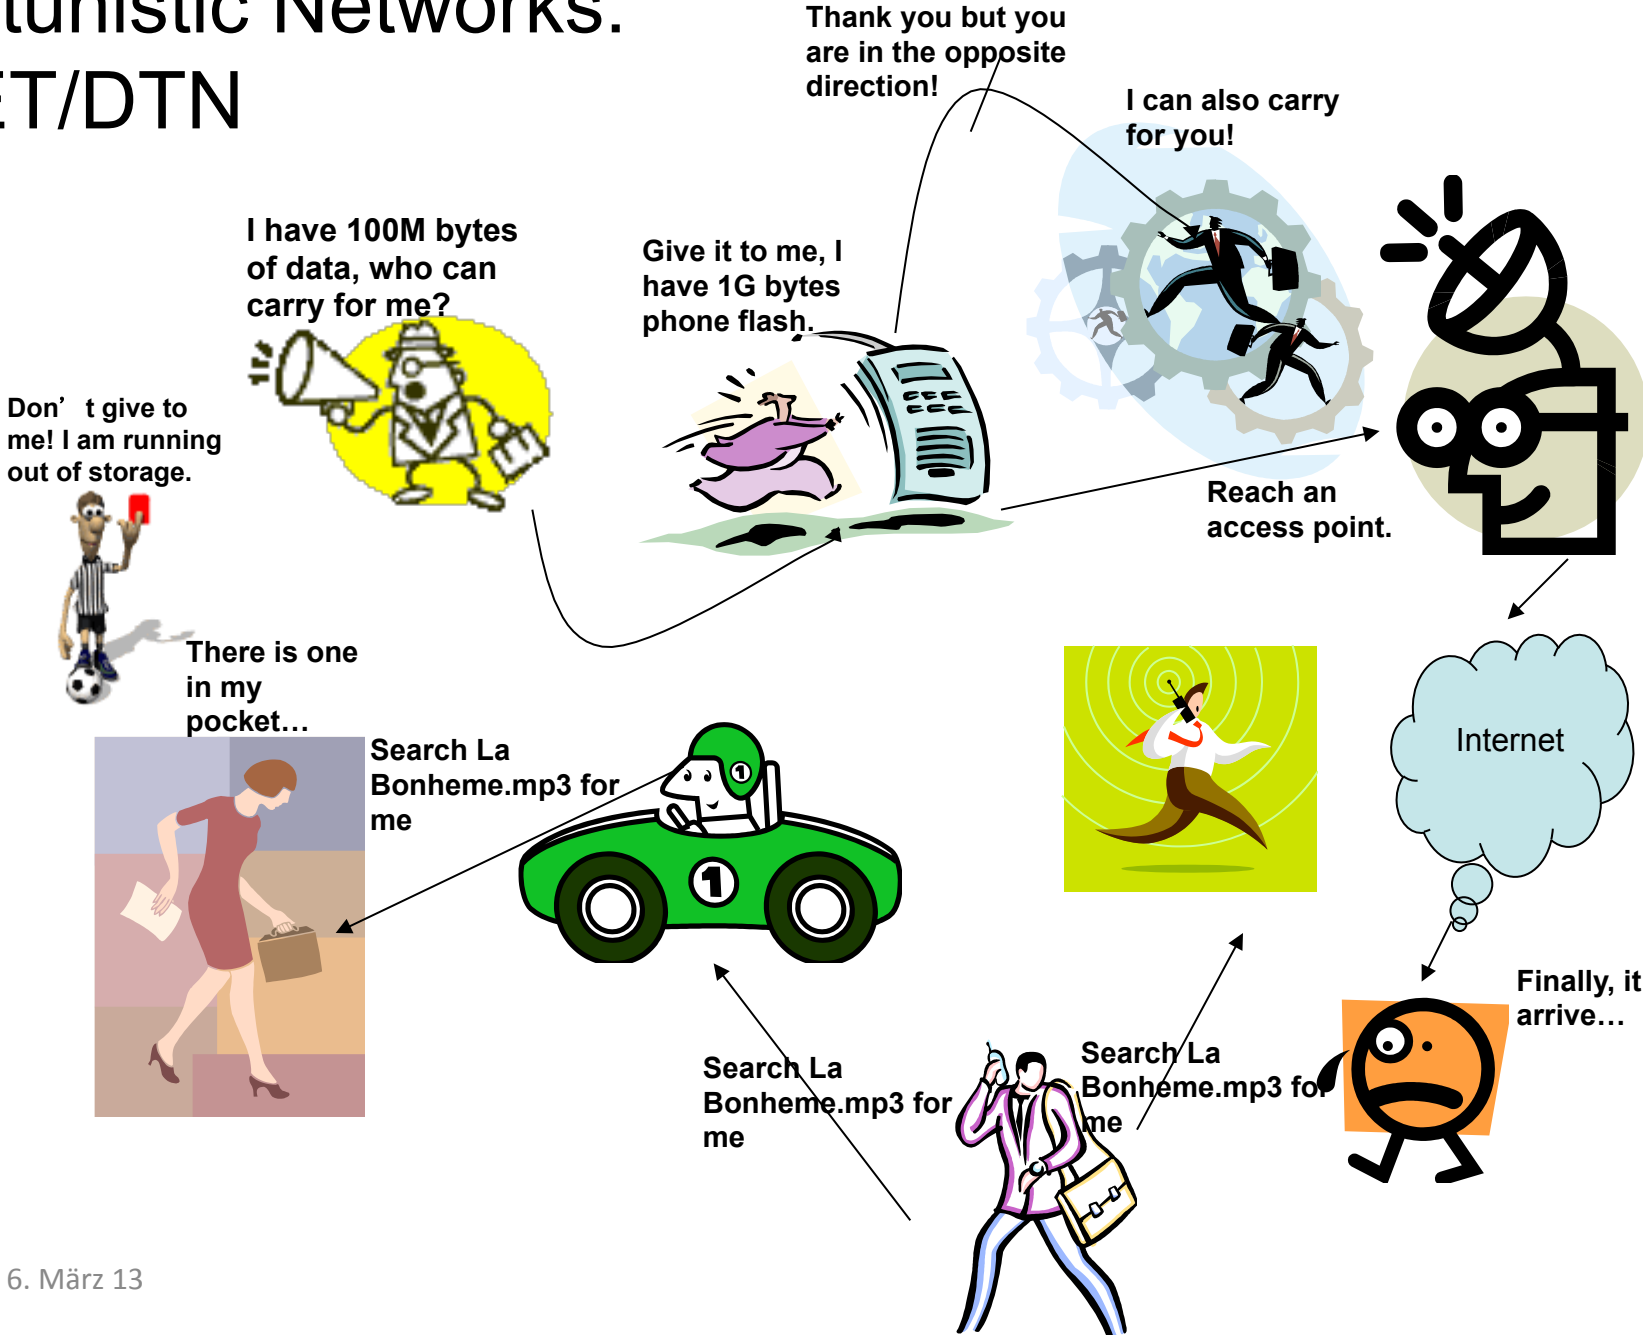 tunistic Networks:
ET/DTN
Thank you but you
are in the opposite
direction!
I can also carry
for you!
I have 100M bytes
of data, who can
carry for me?
Give it to me, I
have 1G bytes
phone flash.
Don’ t give to
me! I am running
out of storage.
Reach an
access point.
There is one
in my
pocket…
Search La
Bonheme.mp3 for
me
1
1
Internet
Finally, it
arrive…
Search La
Bonheme.mp3 for
me
Search La
Bonheme.mp3 for
me
6. März 13